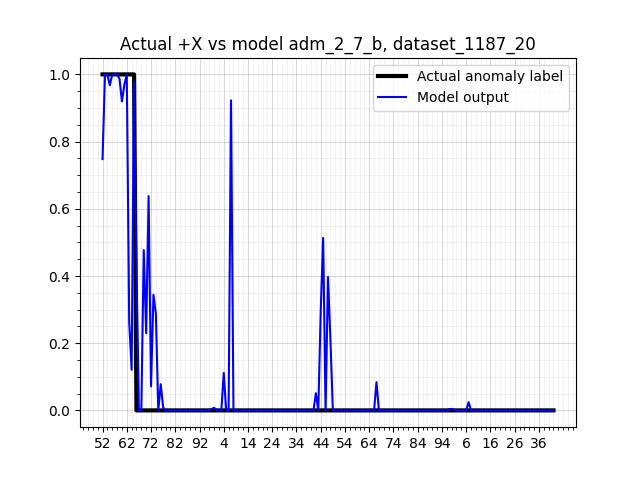 Actual +X vs model adm_2_7_b, dataset_1187_20
Actual anomaly label
Model output
1.0
0.8
0.6
0.4
0.2
0.0
52 62 72 82 92 4 14 24 34 44 54 64 74 84 94 6 16 26 36